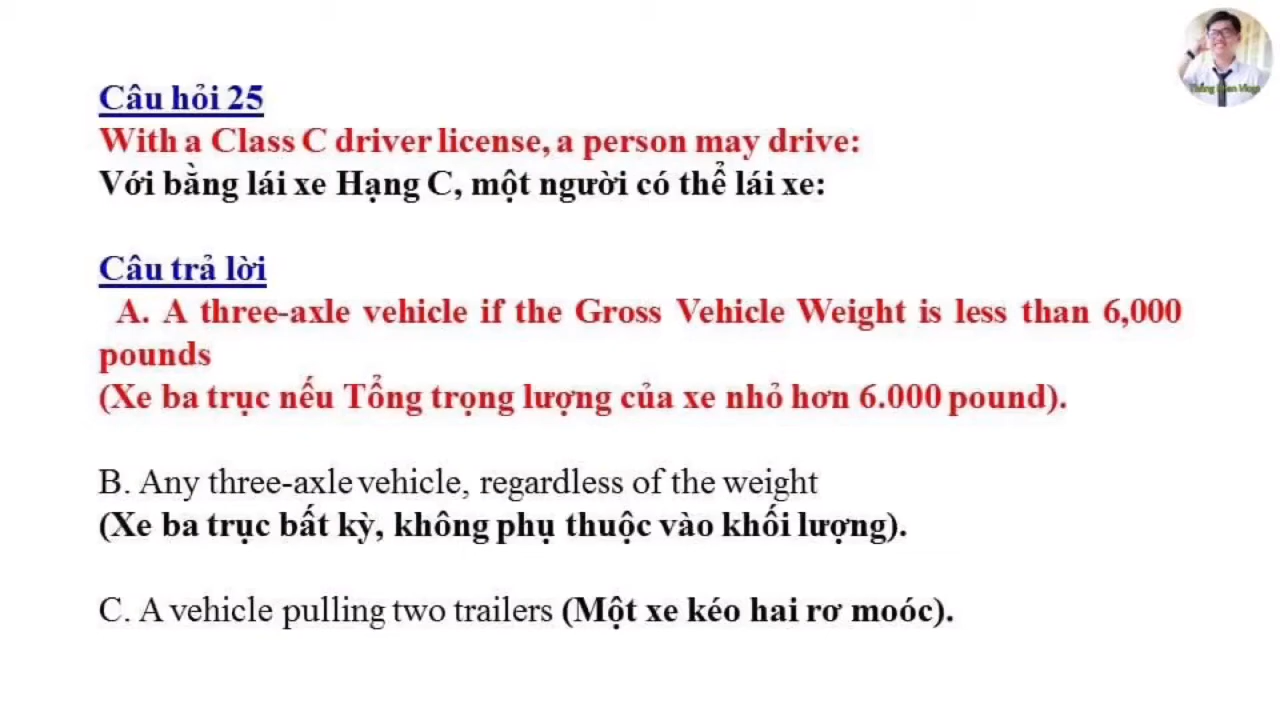 Câu hỏi 25
With a Class C driver license, a person may drive:
Với bằng lái xe Hạng C, một người có thể lái xe:
Câu trả lời
A. A three-axle vehicle if the Gross Vehicle Weight is less than 6,000
pounds
(Xe ba trục nếu Tổng trọng lượng của xe nhỏ hơn 6.000 pound).
B. Any three-axle vehicle, regardless of the weight
(Xe ba trục bất kỳ, không phụ thuộc vào khối lượng).
C. A vehicle pulling two trailers (Một xe kéo hai rơ moóc).